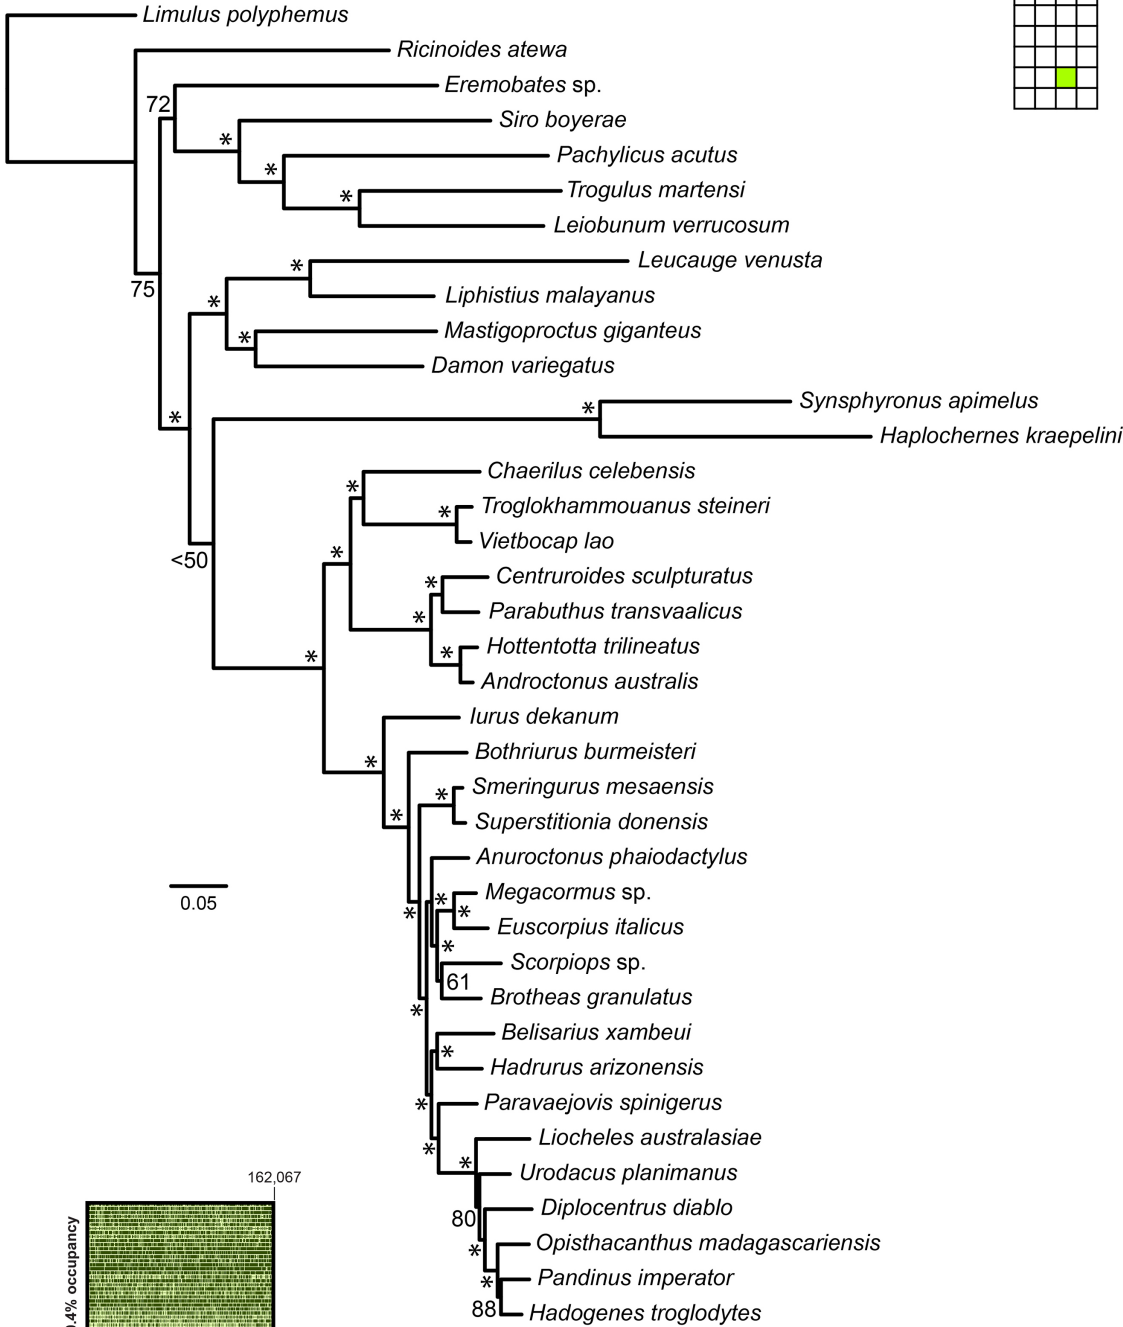 Limulus polyphemus
Ricinoides atewa
Eremobates sp.
72
Siro boyerae
*
Pachylicus acutus
*
Trogulus martensi
*
Leiobunum verrucosum
Leucauge venusta
*
75
Liphistius malayanus
*
Mastigoproctus giganteus
*
Damon variegatus
Synsphyronus apimelus
*
*
Haplochernes kraepelini
Chaerilus celebensis
*
Troglokhammouanus steineri
*
Vietbocap lao
*
<50
Centruroides sculpturatus
*
Parabuthus transvaalicus
*
Hottentotta trilineatus
*
*
Androctonus australis
Iurus dekanum
Bothriurus burmeisteri
*
Smeringurus mesaensis
*
*
Superstitionia donensis
Anuroctonus phaiodactylus
Megacormus sp.
*
0.05
*
*
Euscorpius italicus
*
Scorpiops sp.
61
Brotheas granulatus
*
Belisarius xambeui
*
Hadrurus arizonensis
*
Paravaejovis spinigerus
Liocheles australasiae
*
*
Urodacus planimanus
162,067
Diplocentrus diablo
80
Opisthacanthus madagascariensis
*
Pandinus imperator
*
88
Hadogenes troglodytes
.4% occupancy